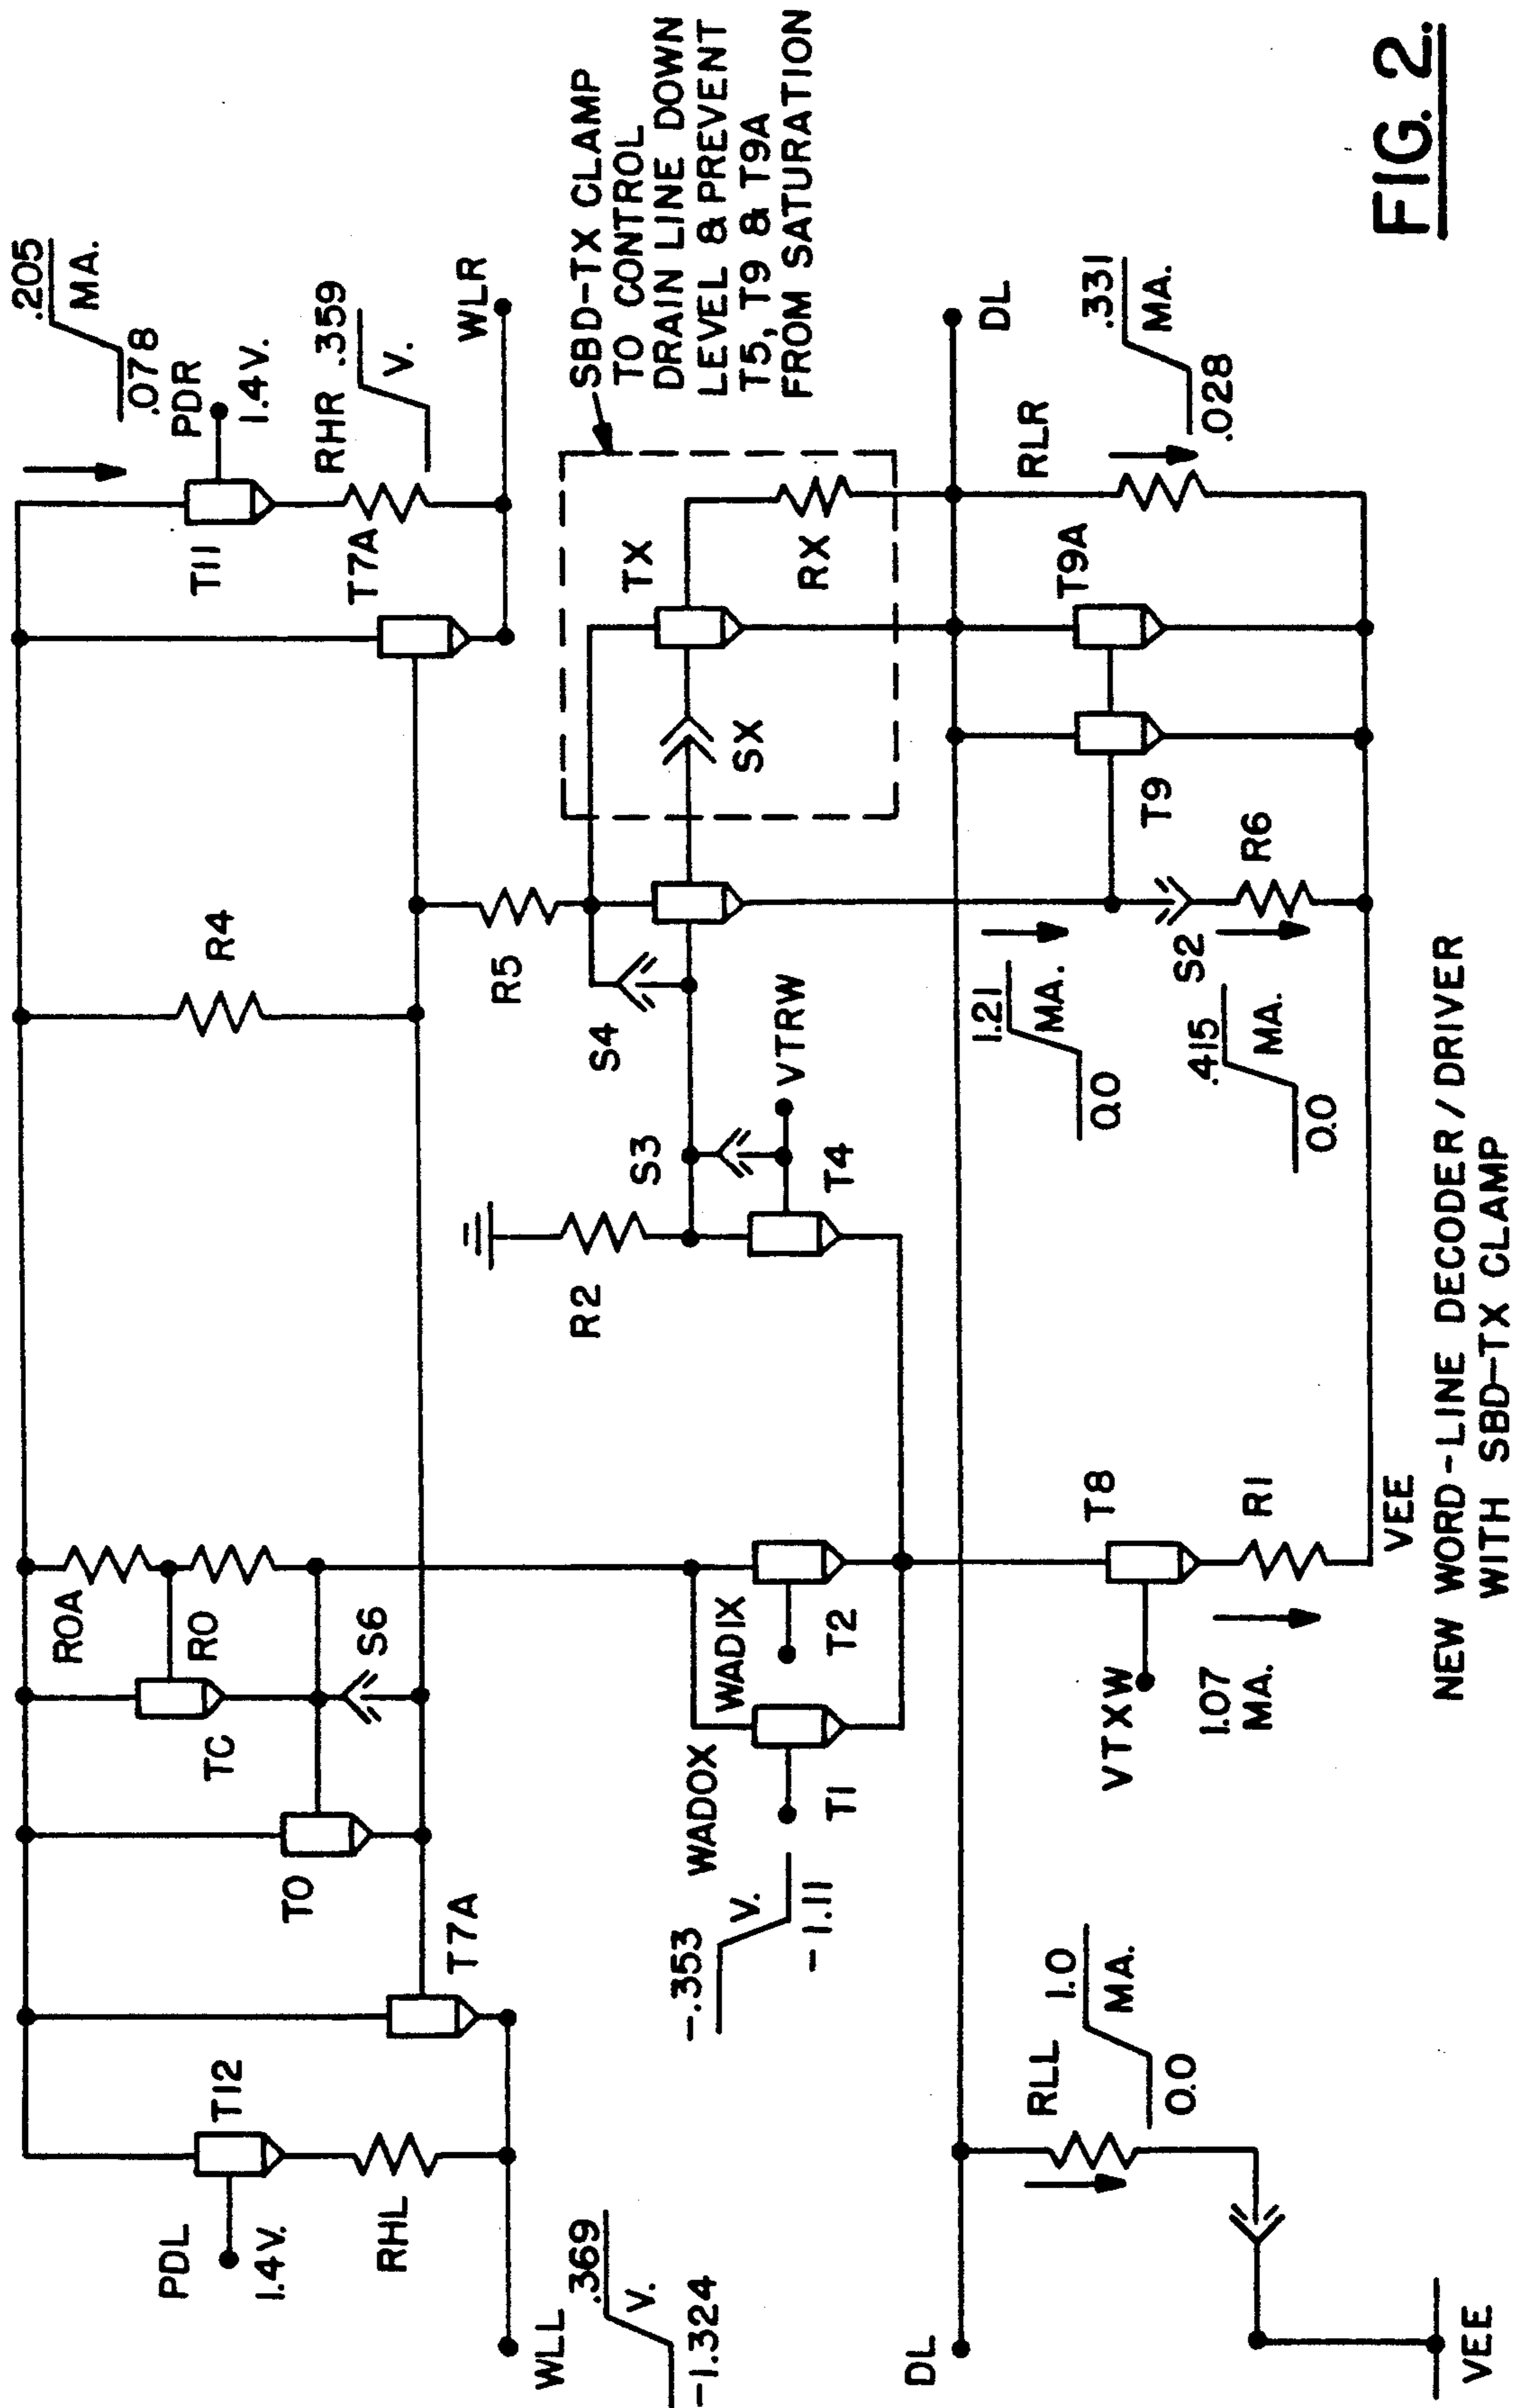 PDL
1.4V.
T12
RHL
WLL
.369
V.
-1.324
T7A
TO
TC
ROA
RO
S6
R4
T11
.205
MA.
.078
PDR
1.4V.
RHR
.359
V.
T7A
WLR
WADOX
-.353
V.
-1.11
T1
WADIX
T2
R2
S3
VTRW
T4
S4
R5
TX
SX
RX
SBD-TX CLAMP
TO CONTROL
DRAIN LINE DOWN
LEVEL & PREVENT
T5, T9 & T9A
FROM SATURATION
DL
DL
RLL
1.0
MA.
0.0
VEE
VTXW
T8
1.07
MA.
R1
VEE
1.21
MA.
0.0
S2
.415
MA.
0.0
R6
T9
T9A
RLR
.331
MA.
.028
NEW WORD-LINE DECODER/DRIVER
WITH SBD-TX CLAMP
FIG. 2.